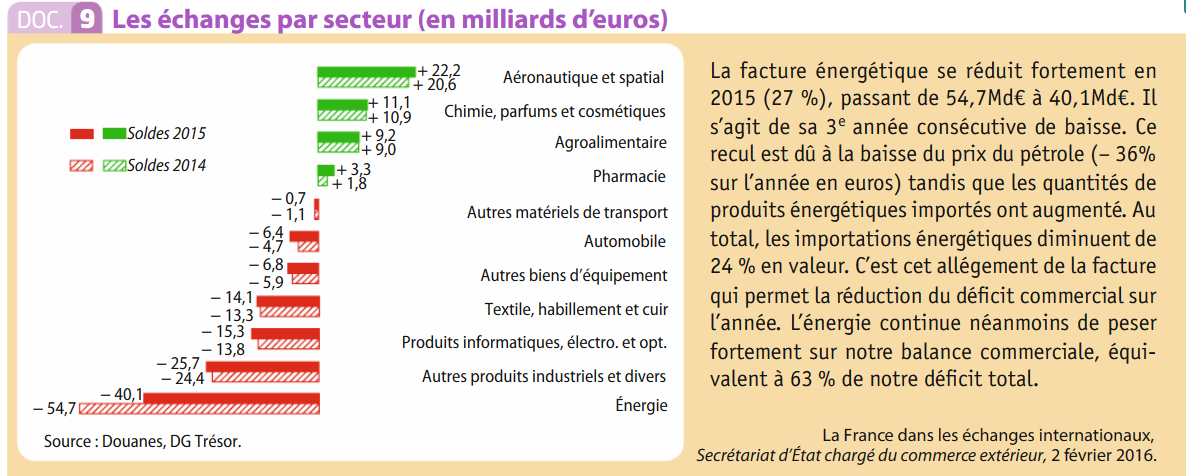 DOC. 9 Les échanges par secteur (en milliards d'euros)
Soldes 2015
Soldes 2014
+ 22,2
+ 20,6
Aéronautique et spatial
+ 11,1
+ 10,9
Chimie, parfums et cosmétiques
+ 9,2
+ 9,0
Agroalimentaire
+ 3,3
+ 1,8
Pharmacie
− 0,7
− 1,1
Autres matériels de transport
− 6,4
− 4,7
Automobile
− 6,8
− 5,9
Autres biens d'équipement
− 14,1
− 13,3
Textile, habillement et cuir
− 15,3
− 13,8
Produits informatiques, électro. et opt.
− 25,7
− 24,4
Autres produits industriels et divers
− 40,1
− 54,7
Énergie
Source : Douanes, DG Trésor.
La facture énergétique se réduit fortement en
2015 (27 %), passant de 54,7Md€ à 40,1Md€. Il
s'agit de sa 3e année consécutive de baisse. Ce
recul est dû à la baisse du prix du pétrole (– 36%
sur l'année en euros) tandis que les quantités de
produits énergétiques importés ont augmenté. Au
total, les importations énergétiques diminuent de
24 % en valeur. C'est cet allégement de la facture
qui permet la réduction du déficit commercial sur
l'année. L'énergie continue néanmoins de peser
fortement sur notre balance commerciale, équi-
valent à 63 % de notre déficit total.
La France dans les échanges internationaux,
Secrétariat d'État chargé du commerce extérieur, 2 février 2016.